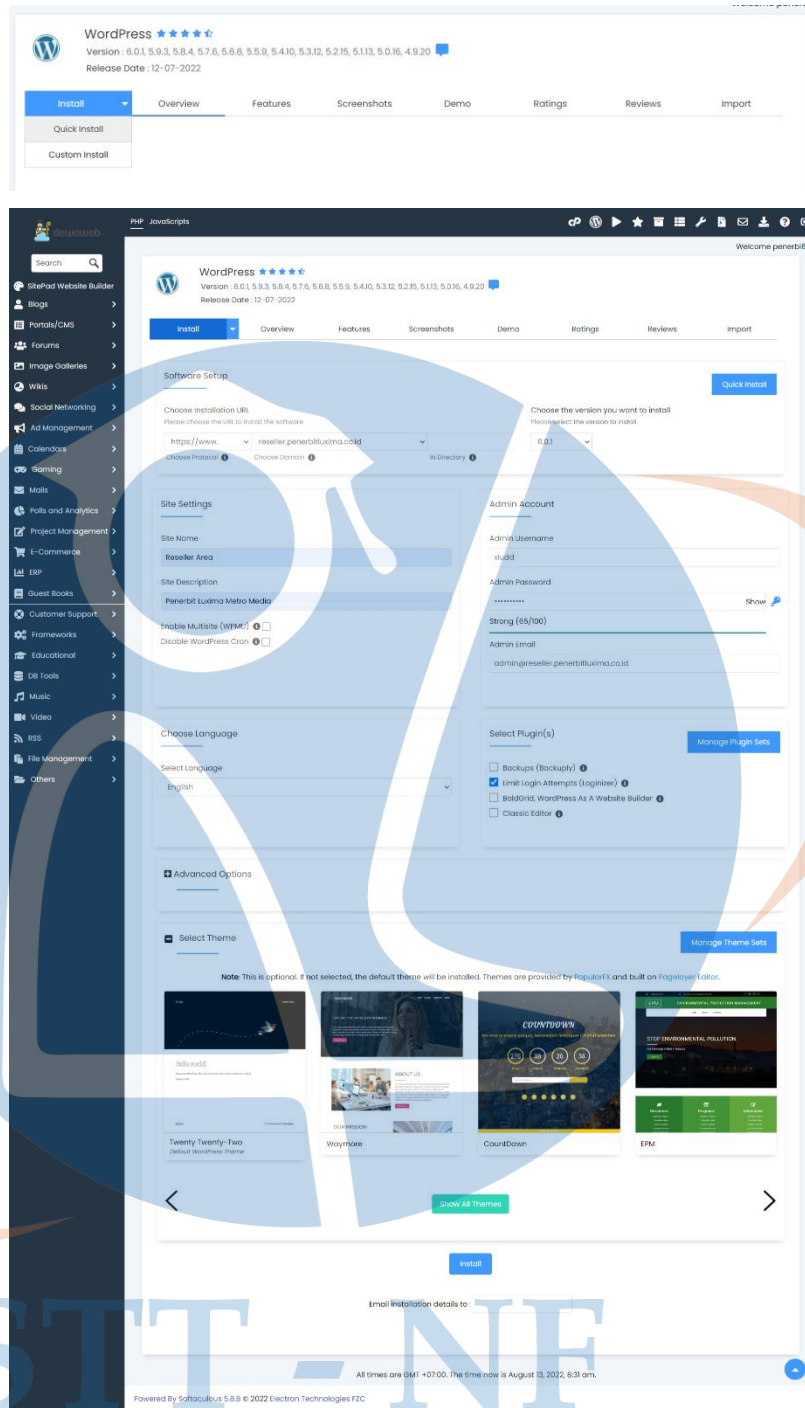 WordPress
Version : 6.0.1, 5.9.3, 5.8.4, 5.7.6, 5.6.8, 5.5.9, 5.4.10, 5.3.12, 5.2.15, 5.1.13, 5.0.16, 4.9.20
Release Date : 12-07-2022
Install Overview Features Screenshots Demo Ratings Reviews Import
Quick Install
Custom Install
dewaweb
PHP JavaScripts
Welcome penerbi6
Search
SitePad Website Builder
Blogs
Portals/CMS
Forums
Image Galleries
Wikis
Social Networking
Ad Management
Calendars
Gaming
Mails
Polls and Analytics
Project Management
E-Commerce
ERP
Guest Books
Customer Support
Frameworks
Educational
DB Tools
Music
Video
RSS
File Management
Others
WordPress
Version : 6.0.1, 5.9.3, 5.8.4, 5.7.6, 5.6.8, 5.5.9, 5.4.10, 5.3.12, 5.2.15, 5.1.13, 5.0.16, 4.9.20
Release Date : 12-07-2022
Install Overview Features Screenshots Demo Ratings Reviews Import
Software Setup
Quick Install
Choose Installation URL
Please choose the URL to install the software
https://www. reseller.penerbitluxima.co.id
Choose Protocol Choose Domain In Directory
Choose the version you want to install
Please select the version to install.
6.0.1
Site Settings
Site Name
Reseller Area
Site Description
Penerbit Luxima Metro Media
Enable Multisite (WPMU)
Disable WordPress Cron
Admin Account
Admin Username
xludd
Admin Password
•••••••••• Show
Strong (65/100)
Admin Email
admin@reseller.penerbitluxima.co.id
Choose Language
Select Language
English
Select Plugin(s)
Manage Plugin Sets
Backups (Backuply)
Limit Login Attempts (Loginizer)
BoldGrid, WordPress As A Website Builder
Classic Editor
Advanced Options
Select Theme
Manage Theme Sets
Note: This is optional. If not selected, the default theme will be installed. Themes are provided by PopularFX and built on Pagelayer Editor.
Hello world!
ABOUT US
OUR MISSION
COUNTDOWN
EPM ENVIRONMENTAL PROTECTION MANAGEMENT
STOP ENVIRONMENTAL POLLUTION.
Twenty Twenty-Two
Default WordPress Theme
Waymore
CountDown
EPM
Show All Themes
Install
Email installation details to :
STT - NF
All times are GMT +07:00. The time now is August 13, 2022, 8:31 am.
Powered By Softaculous 5.8.8 © 2022 Electron Technologies FZC